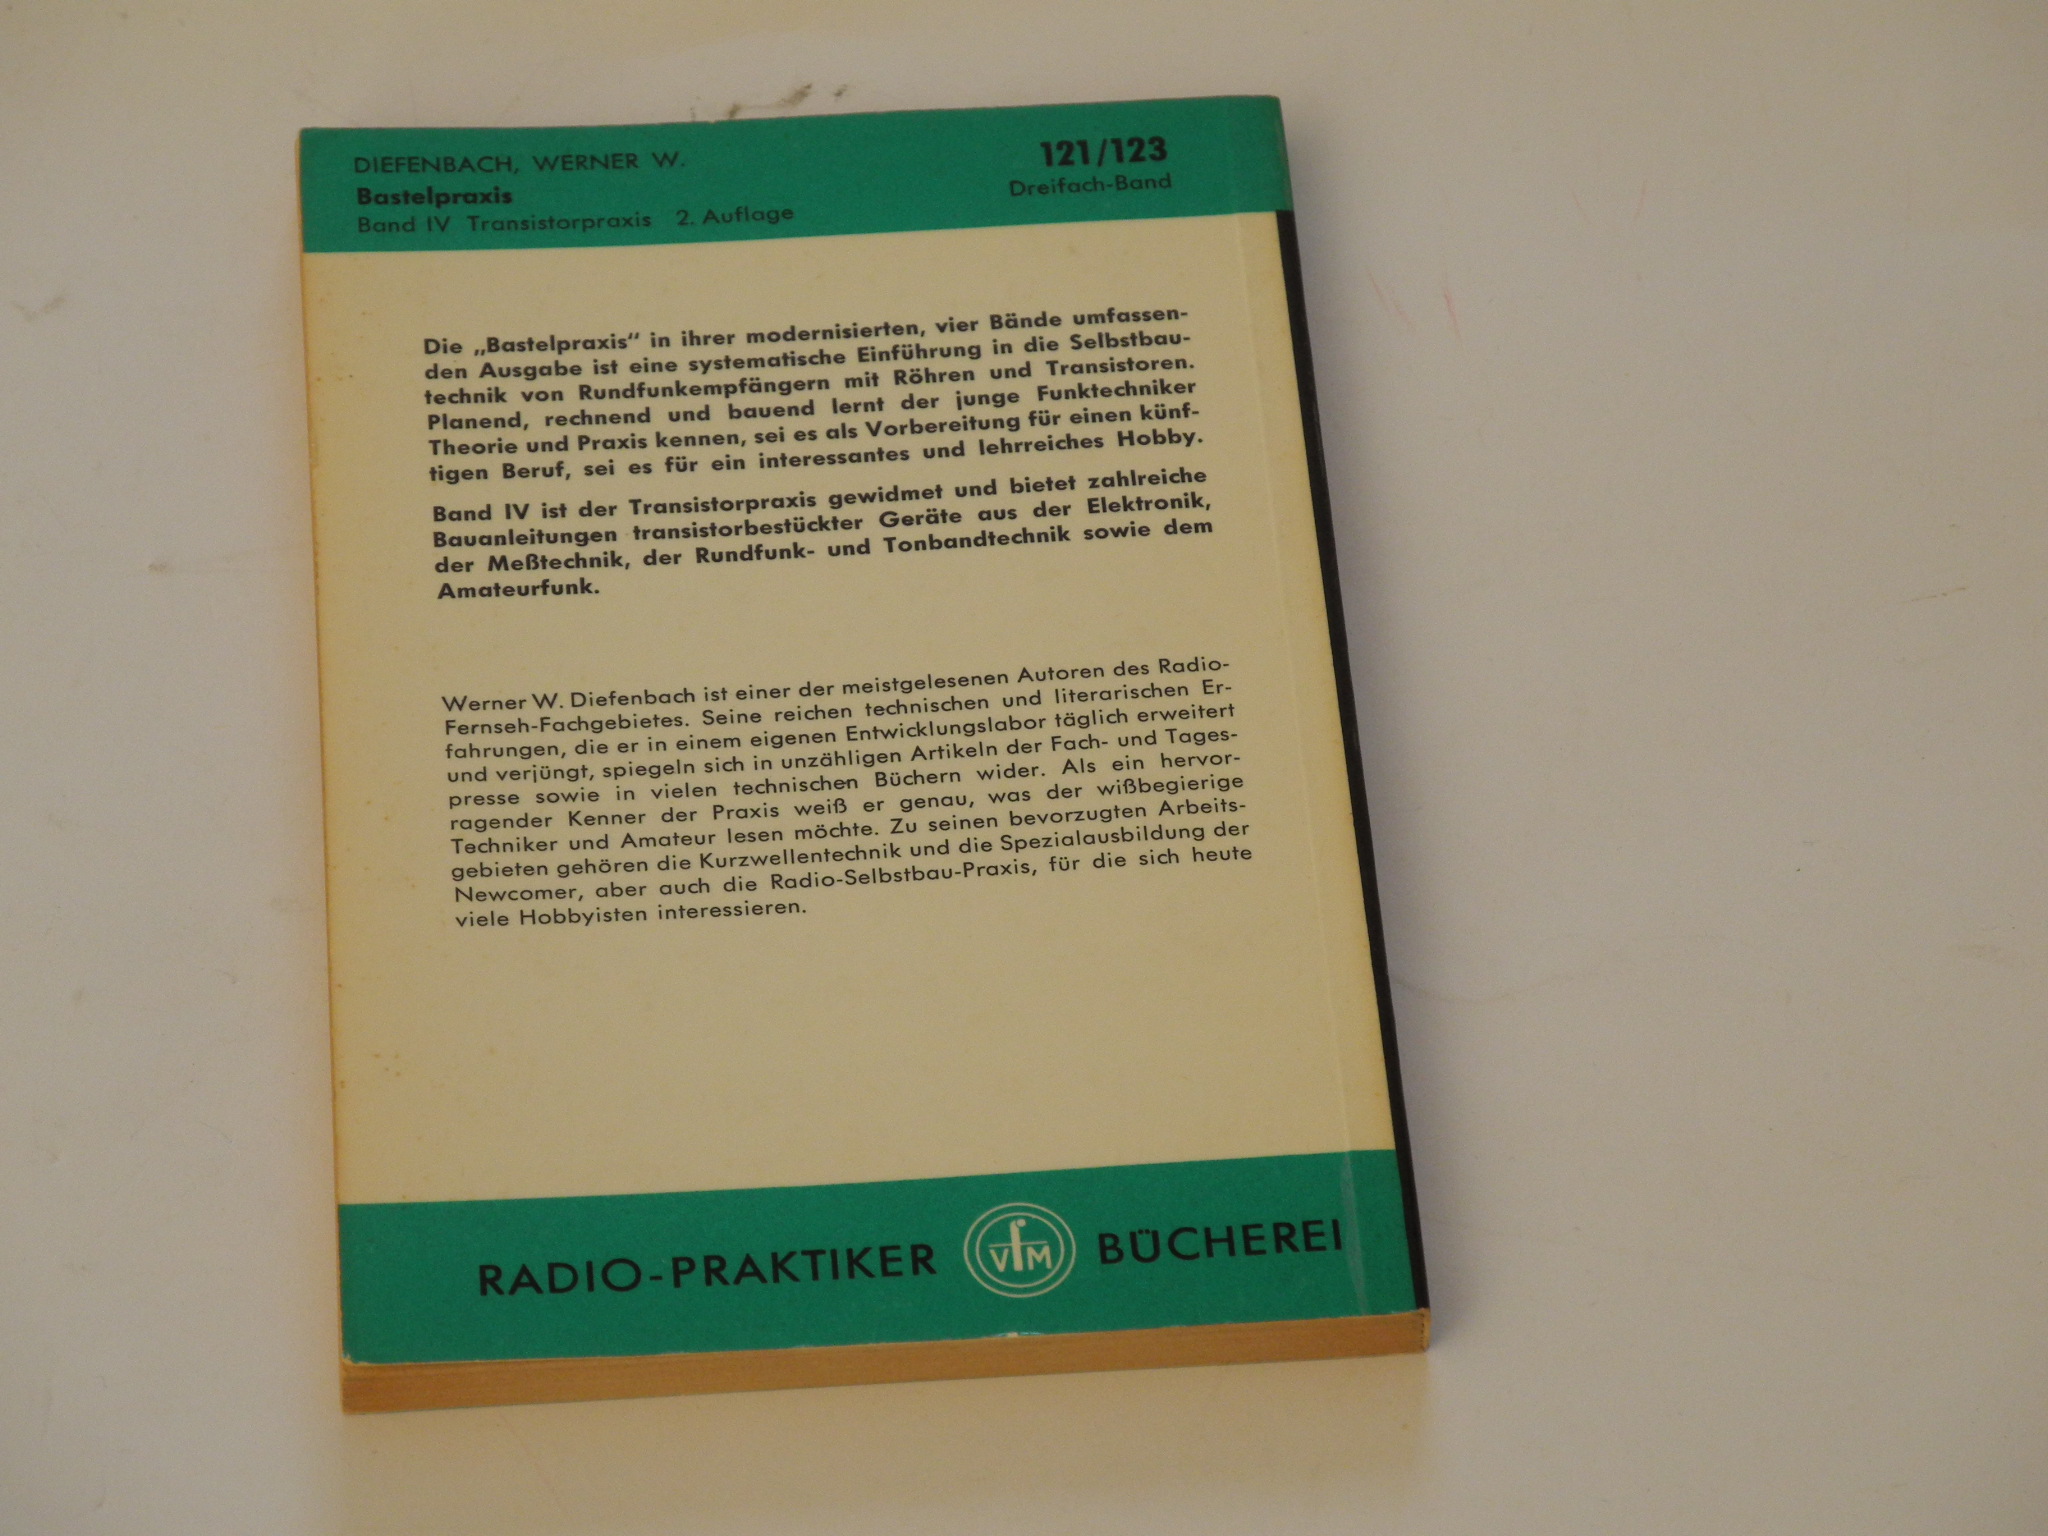 DIEFENBACH, WERNER W.
Bastelpraxis
Band IV Transistorpraxis 2. Auflage
121/123
Dreifach-Band
Die „Bastelpraxis“ in ihrer modernisierten, vier Bände umfassen-
den Ausgabe ist eine systematische Einführung in die Selbstbau-
technik von Rundfunkempfängern mit Röhren und Transistoren.
Planend, rechnend und bauend lernt der junge Funktechniker
Theorie und Praxis kennen, sei es als Vorbereitung für einen künf-
tigen Beruf, sei es für ein interessantes und lehrreiches Hobby.
Band IV ist der Transistorpraxis gewidmet und bietet zahlreiche
Bauanleitungen transistorbestückter Geräte aus der Elektronik,
der Meßtechnik, der Rundfunk- und Tonbandtechnik sowie dem
Amateurfunk.
Werner W. Diefenbach ist einer der meistgelesenen Autoren des Radio-
Fernseh-Fachgebietes. Seine reichen technischen und literarischen Er-
fahrungen, die er in einem eigenen Entwicklungslabor täglich erweitert
und verjüngt, spiegeln sich in unzähligen Artikeln der Fach- und Tages-
presse sowie in vielen technischen Büchern wider. Als ein hervor-
ragender Kenner der Praxis weiß er genau, was der wißbegierige
Techniker und Amateur lesen möchte. Zu seinen bevorzugten Arbeits-
gebieten gehören die Kurzwellentechnik und die Spezialausbildung der
Newcomer, aber auch die Radio-Selbstbau-Praxis, für die sich heute
viele Hobbyisten interessieren.
RADIO-PRAKTIKER VfM BÜCHEREI